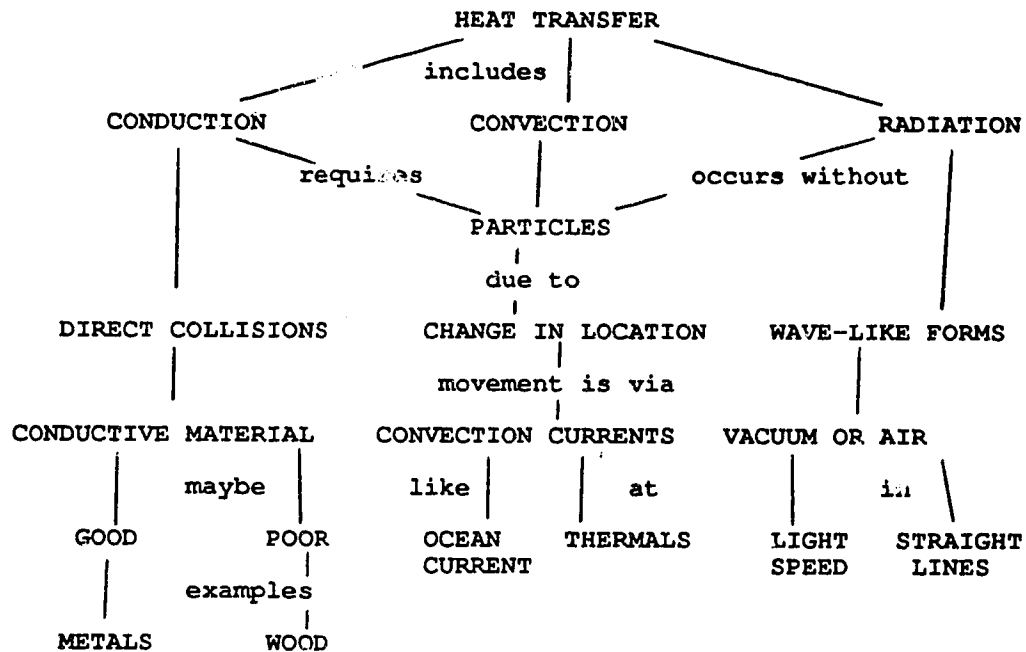 HEAT TRANSFER
includes
CONDUCTION CONVECTION RADIATION
requires occurs without
PARTICLES
due to
DIRECT COLLISIONS CHANGE IN LOCATION WAVE-LIKE FORMS
movement is via
CONDUCTIVE MATERIAL CONVECTION CURRENTS VACUUM OR AIR
maybe like at in
GOOD POOR OCEAN THERMALS LIGHT STRAIGHT
CURRENT SPEED LINES
examples
METALS WOOD